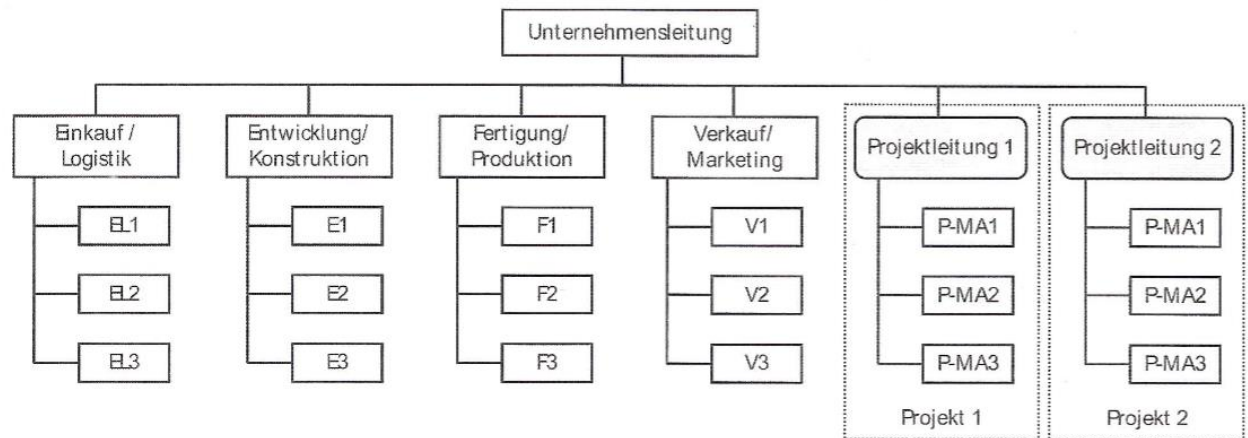 Unternehmensleitung
Einkauf /
Logistik
Entwicklung/
Konstruktion
Fertigung/
Produktion
Verkauf/
Marketing
Projektleitung 1
Projektleitung 2
EL1
E1
F1
V1
P-MA1
P-MA1
EL2
E2
F2
V2
P-MA2
P-MA2
EL3
E3
F3
V3
P-MA3
P-MA3
Projekt 1
Projekt 2